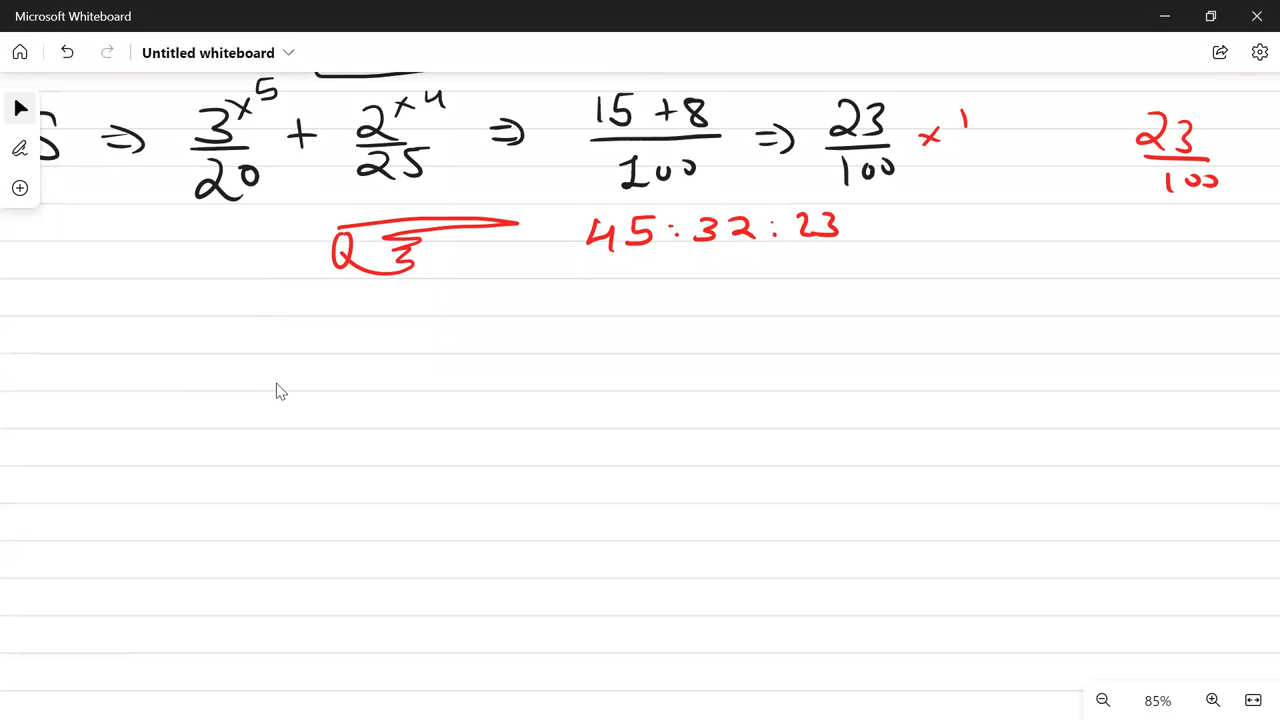 Microsoft Whiteboard
Untitled whiteboard
S ⇒ 3^×5/20 + 2^×4/25 ⇒ 15 + 8/100 ⇒ 23/100 × 1 23/100
45 : 32 : 23
85%